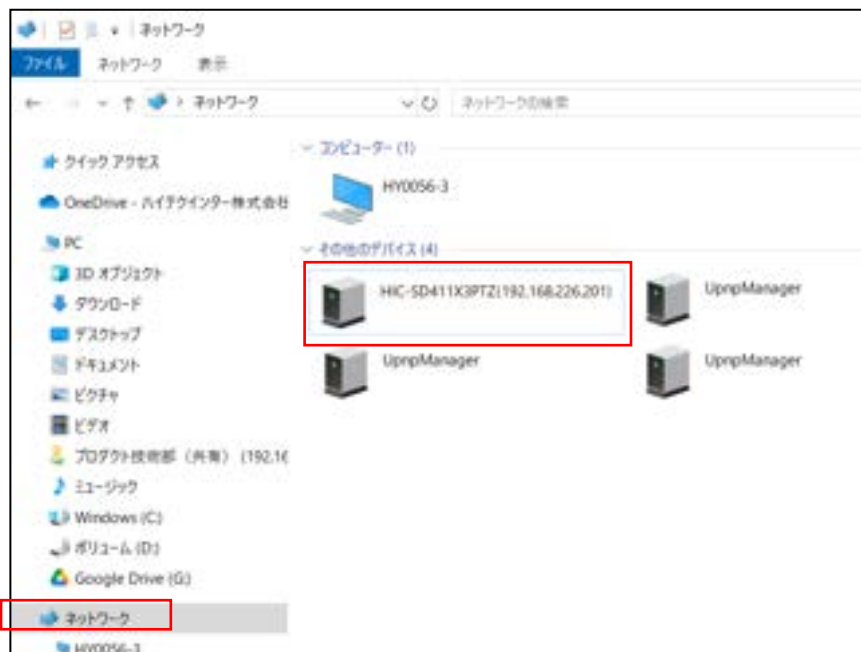 ネットワーク
ファイル ネットワーク 表示
ネットワーク ネットワークの検索
クイック アクセス
OneDrive - ハイテクインター株式会社
PC
3D オブジェクト
ダウンロード
デスクトップ
ドキュメント
ピクチャ
ビデオ
プロダクト技術部 (共有) (192.16
ミュージック
Windows (C:)
ボリューム (D:)
Google Drive (G:)
ネットワーク
HY0056-3
コンピューター (1)
HY0056-3
その他のデバイス (4)
HIC-SD411X3PTZ(192.168.226.201)
UpnpManager
UpnpManager
UpnpManager